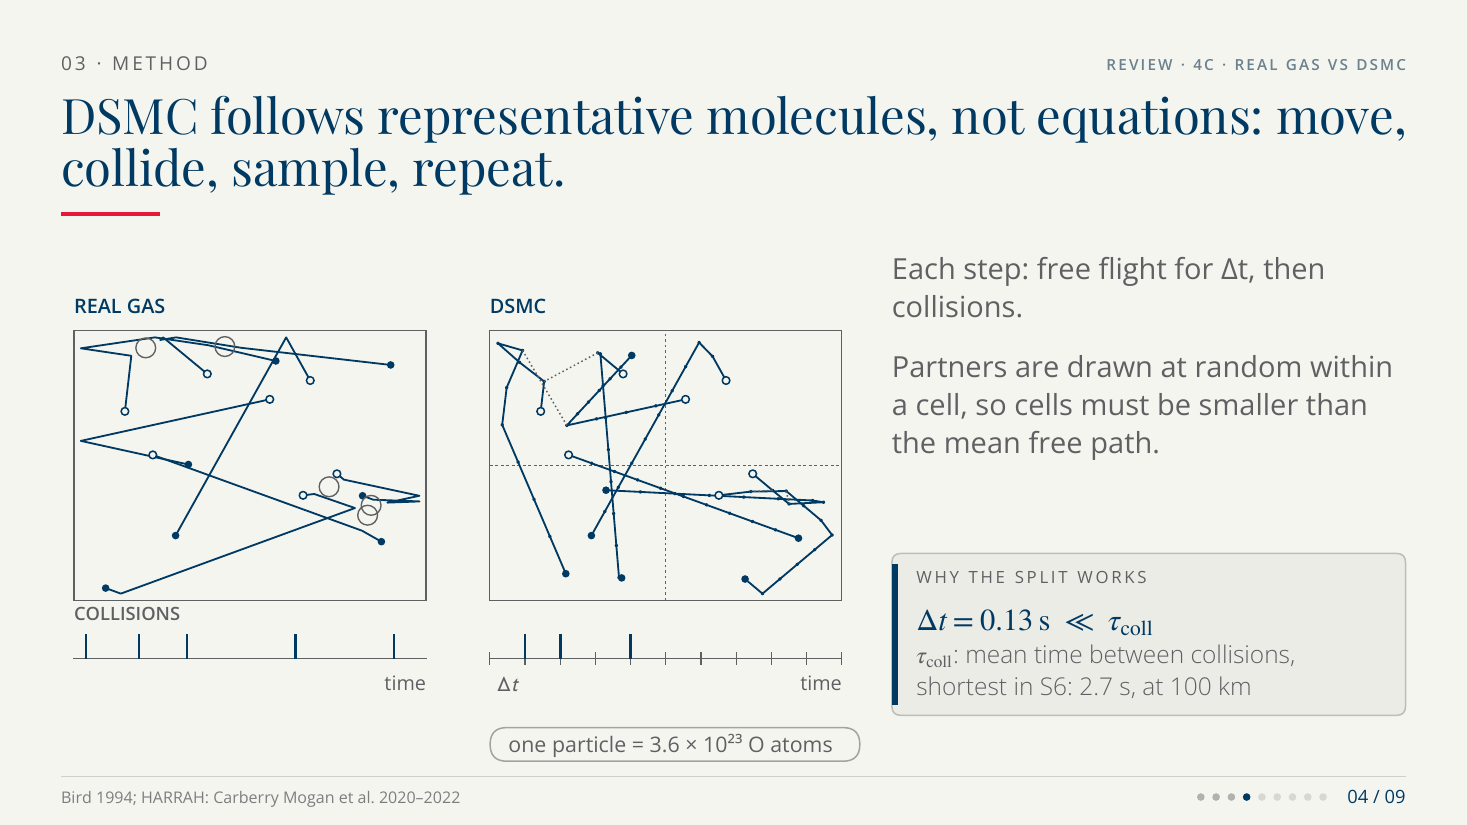 03 · METHOD
REVIEW · 4C · REAL GAS VS DSMC
DSMC follows representative molecules, not equations: move,
collide, sample, repeat.
REAL GAS
COLLISIONS
time
DSMC
Δt
time
one particle = 3.6 × 10²³ O atoms
Each step: free flight for Δt, then
collisions.
Partners are drawn at random within
a cell, so cells must be smaller than
the mean free path.
WHY THE SPLIT WORKS
Δt = 0.13 s ≪ τcoll
τcoll: mean time between collisions,
shortest in S6: 2.7 s, at 100 km
Bird 1994; HARRAH: Carberry Mogan et al. 2020–2022
04 / 09